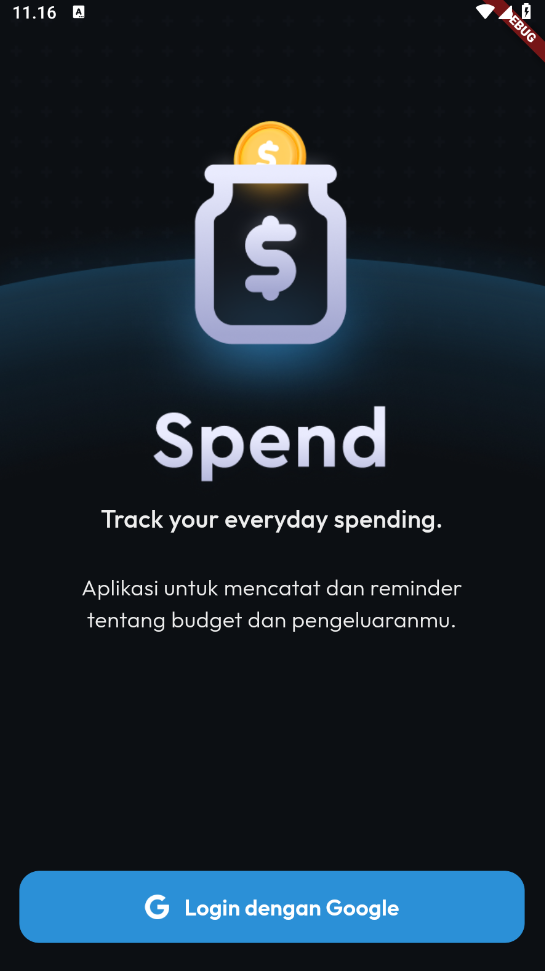 11.16
DEBUG
$
$
Spend
Track your everyday spending.
Aplikasi untuk mencatat dan reminder
tentang budget dan pengeluaranmu.
G Login dengan Google